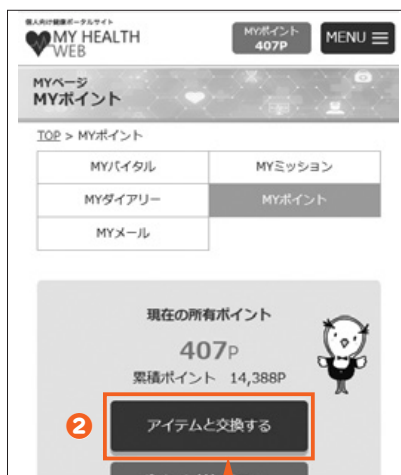 個人向け健康ポータルサイト
MY HEALTH
WEB
MYポイント
407P
MENU
MYページ
MYポイント
TOP > MYポイント
MYバイタル
MYミッション
MYダイアリー
MYポイント
MYメール
現在の所有ポイント
407P
累積ポイント 14,388P
2
アイテムと交換する